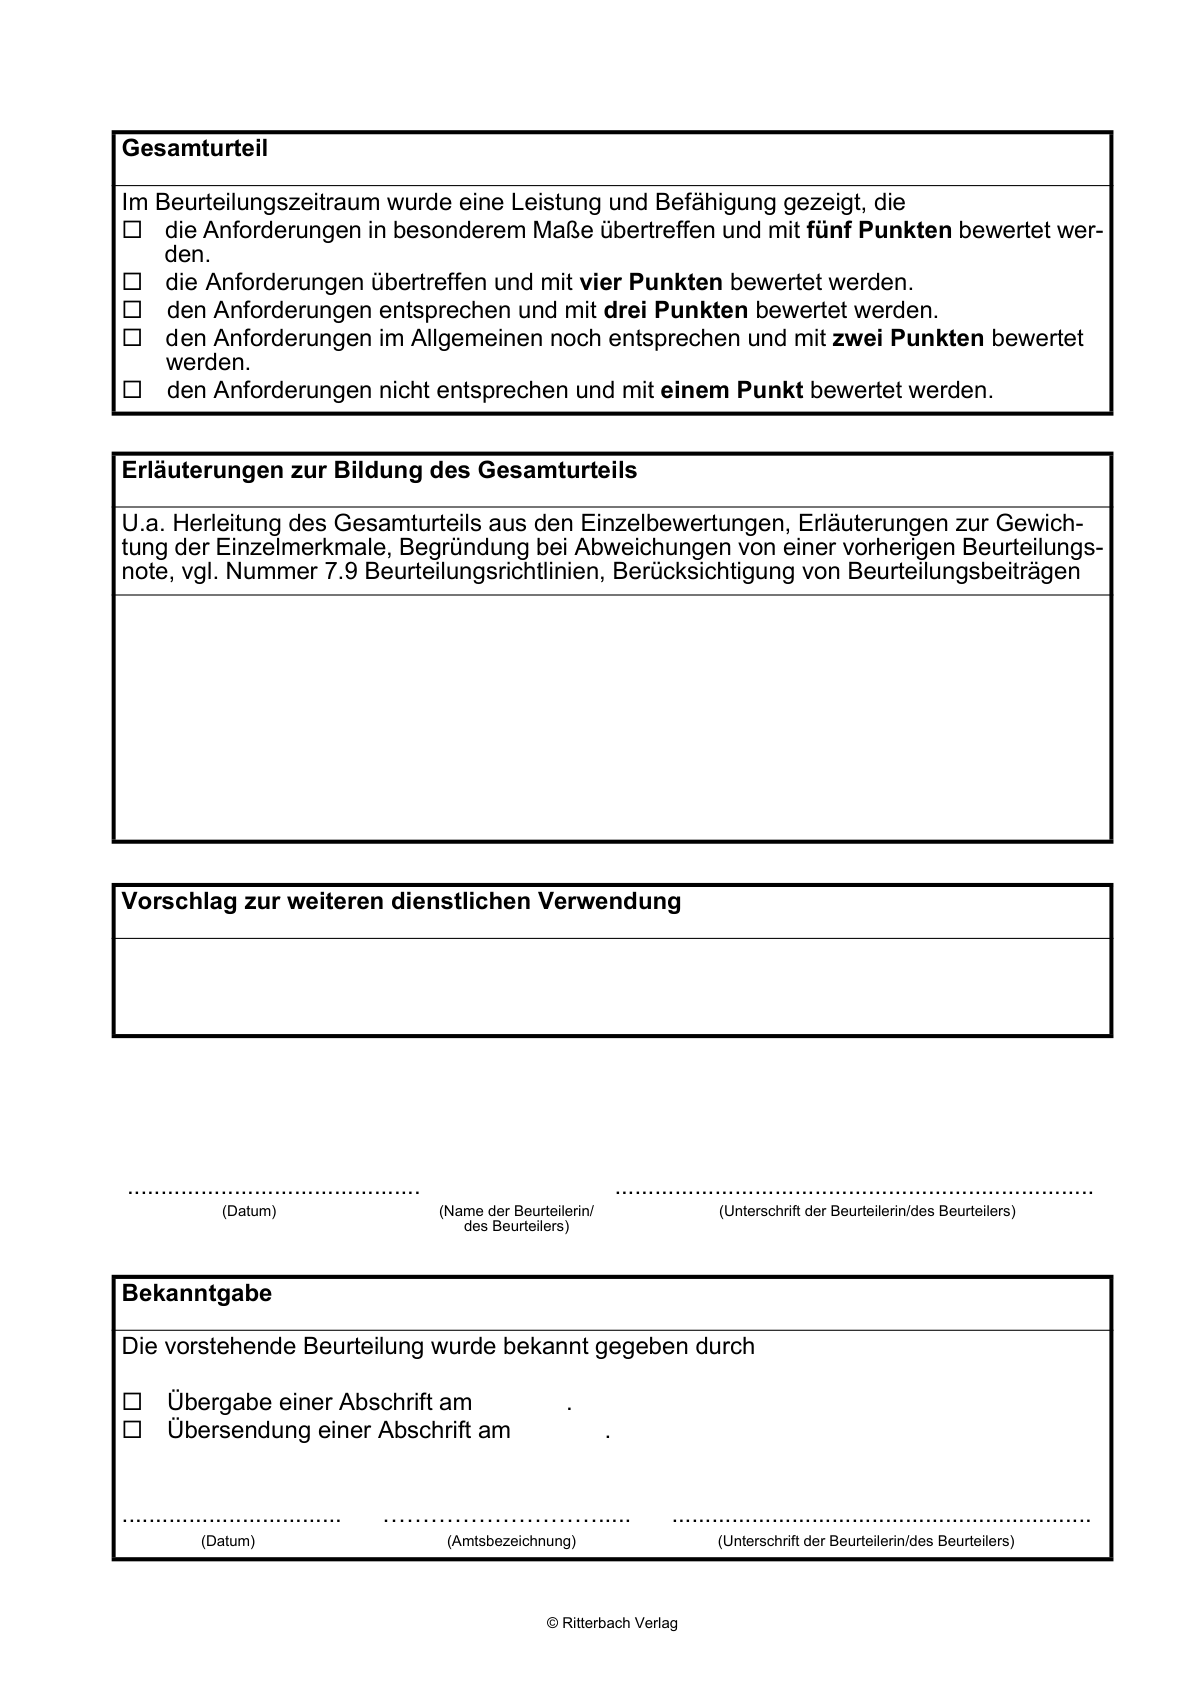 Gesamturteil
Im Beurteilungszeitraum wurde eine Leistung und Befähigung gezeigt, die
☐ die Anforderungen in besonderem Maße übertreffen und mit fünf Punkten bewertet wer-
den.
☐ die Anforderungen übertreffen und mit vier Punkten bewertet werden.
☐ den Anforderungen entsprechen und mit drei Punkten bewertet werden.
☐ den Anforderungen im Allgemeinen noch entsprechen und mit zwei Punkten bewertet
werden.
☐ den Anforderungen nicht entsprechen und mit einem Punkt bewertet werden.
Erläuterungen zur Bildung des Gesamturteils
U.a. Herleitung des Gesamturteils aus den Einzelbewertungen, Erläuterungen zur Gewich-
tung der Einzelmerkmale, Begründung bei Abweichungen von einer vorherigen Beurteilungs-
note, vgl. Nummer 7.9 Beurteilungsrichtlinien, Berücksichtigung von Beurteilungsbeiträgen
Vorschlag zur weiteren dienstlichen Verwendung
............................................ ........................................................................
(Datum) (Name der Beurteilerin/ (Unterschrift der Beurteilerin/des Beurteilers)
des Beurteilers)
Bekanntgabe
Die vorstehende Beurteilung wurde bekannt gegeben durch
☐ Übergabe einer Abschrift am .
☐ Übersendung einer Abschrift am .
................................. ................................ ...............................................................
(Datum) (Amtsbezeichnung) (Unterschrift der Beurteilerin/des Beurteilers)
© Ritterbach Verlag